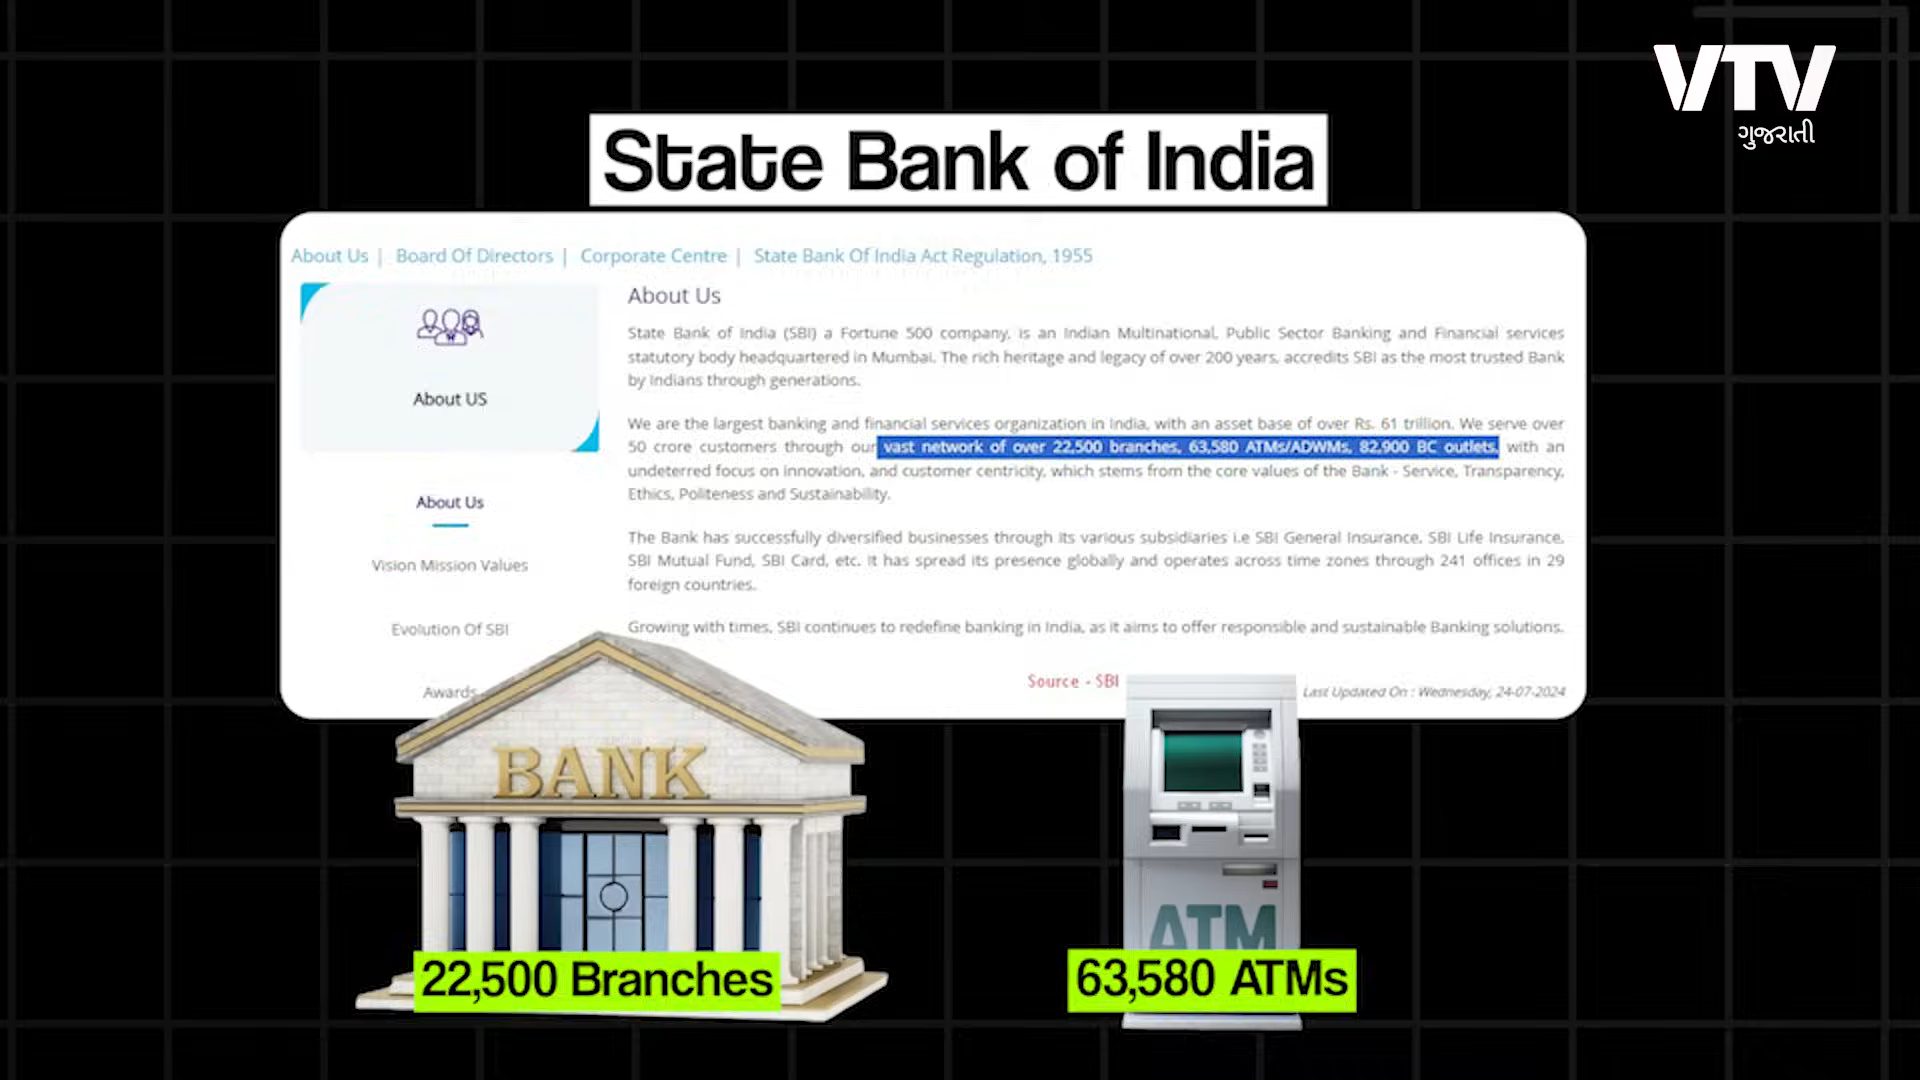 VTV
ગુજરાતી
State Bank of India
About Us | Board Of Directors | Corporate Centre | State Bank Of India Act Regulation, 1955
About US
About Us
Vision Mission Values
Evolution Of SBI
Awards
About Us
State Bank of India (SBI) a Fortune 500 company, is an Indian Multinational, Public Sector Banking and Financial services
statutory body headquartered in Mumbai. The rich heritage and legacy of over 200 years, accredits SBI as the most trusted Bank
by Indians through generations.
We are the largest banking and financial services organization in India, with an asset base of over Rs. 61 trillion. We serve over
50 crore customers through our vast network of over 22,500 branches, 63,580 ATMs/ADWMs, 82,900 BC outlets, with an
undeterred focus on innovation, and customer centricity, which stems from the core values of the Bank - Service, Transparency,
Ethics, Politeness and Sustainability.
The Bank has successfully diversified businesses through its various subsidiaries i.e SBI General Insurance, SBI Life Insurance,
SBI Mutual Fund, SBI Card, etc. It has spread its presence globally and operates across time zones through 241 offices in 29
foreign countries.
Growing with times, SBI continues to redefine banking in India, as it aims to offer responsible and sustainable Banking solutions.
Source - SBI
Last Updated On : Wednesday, 24-07-2024
BANK
ATM
22,500 Branches
63,580 ATMs